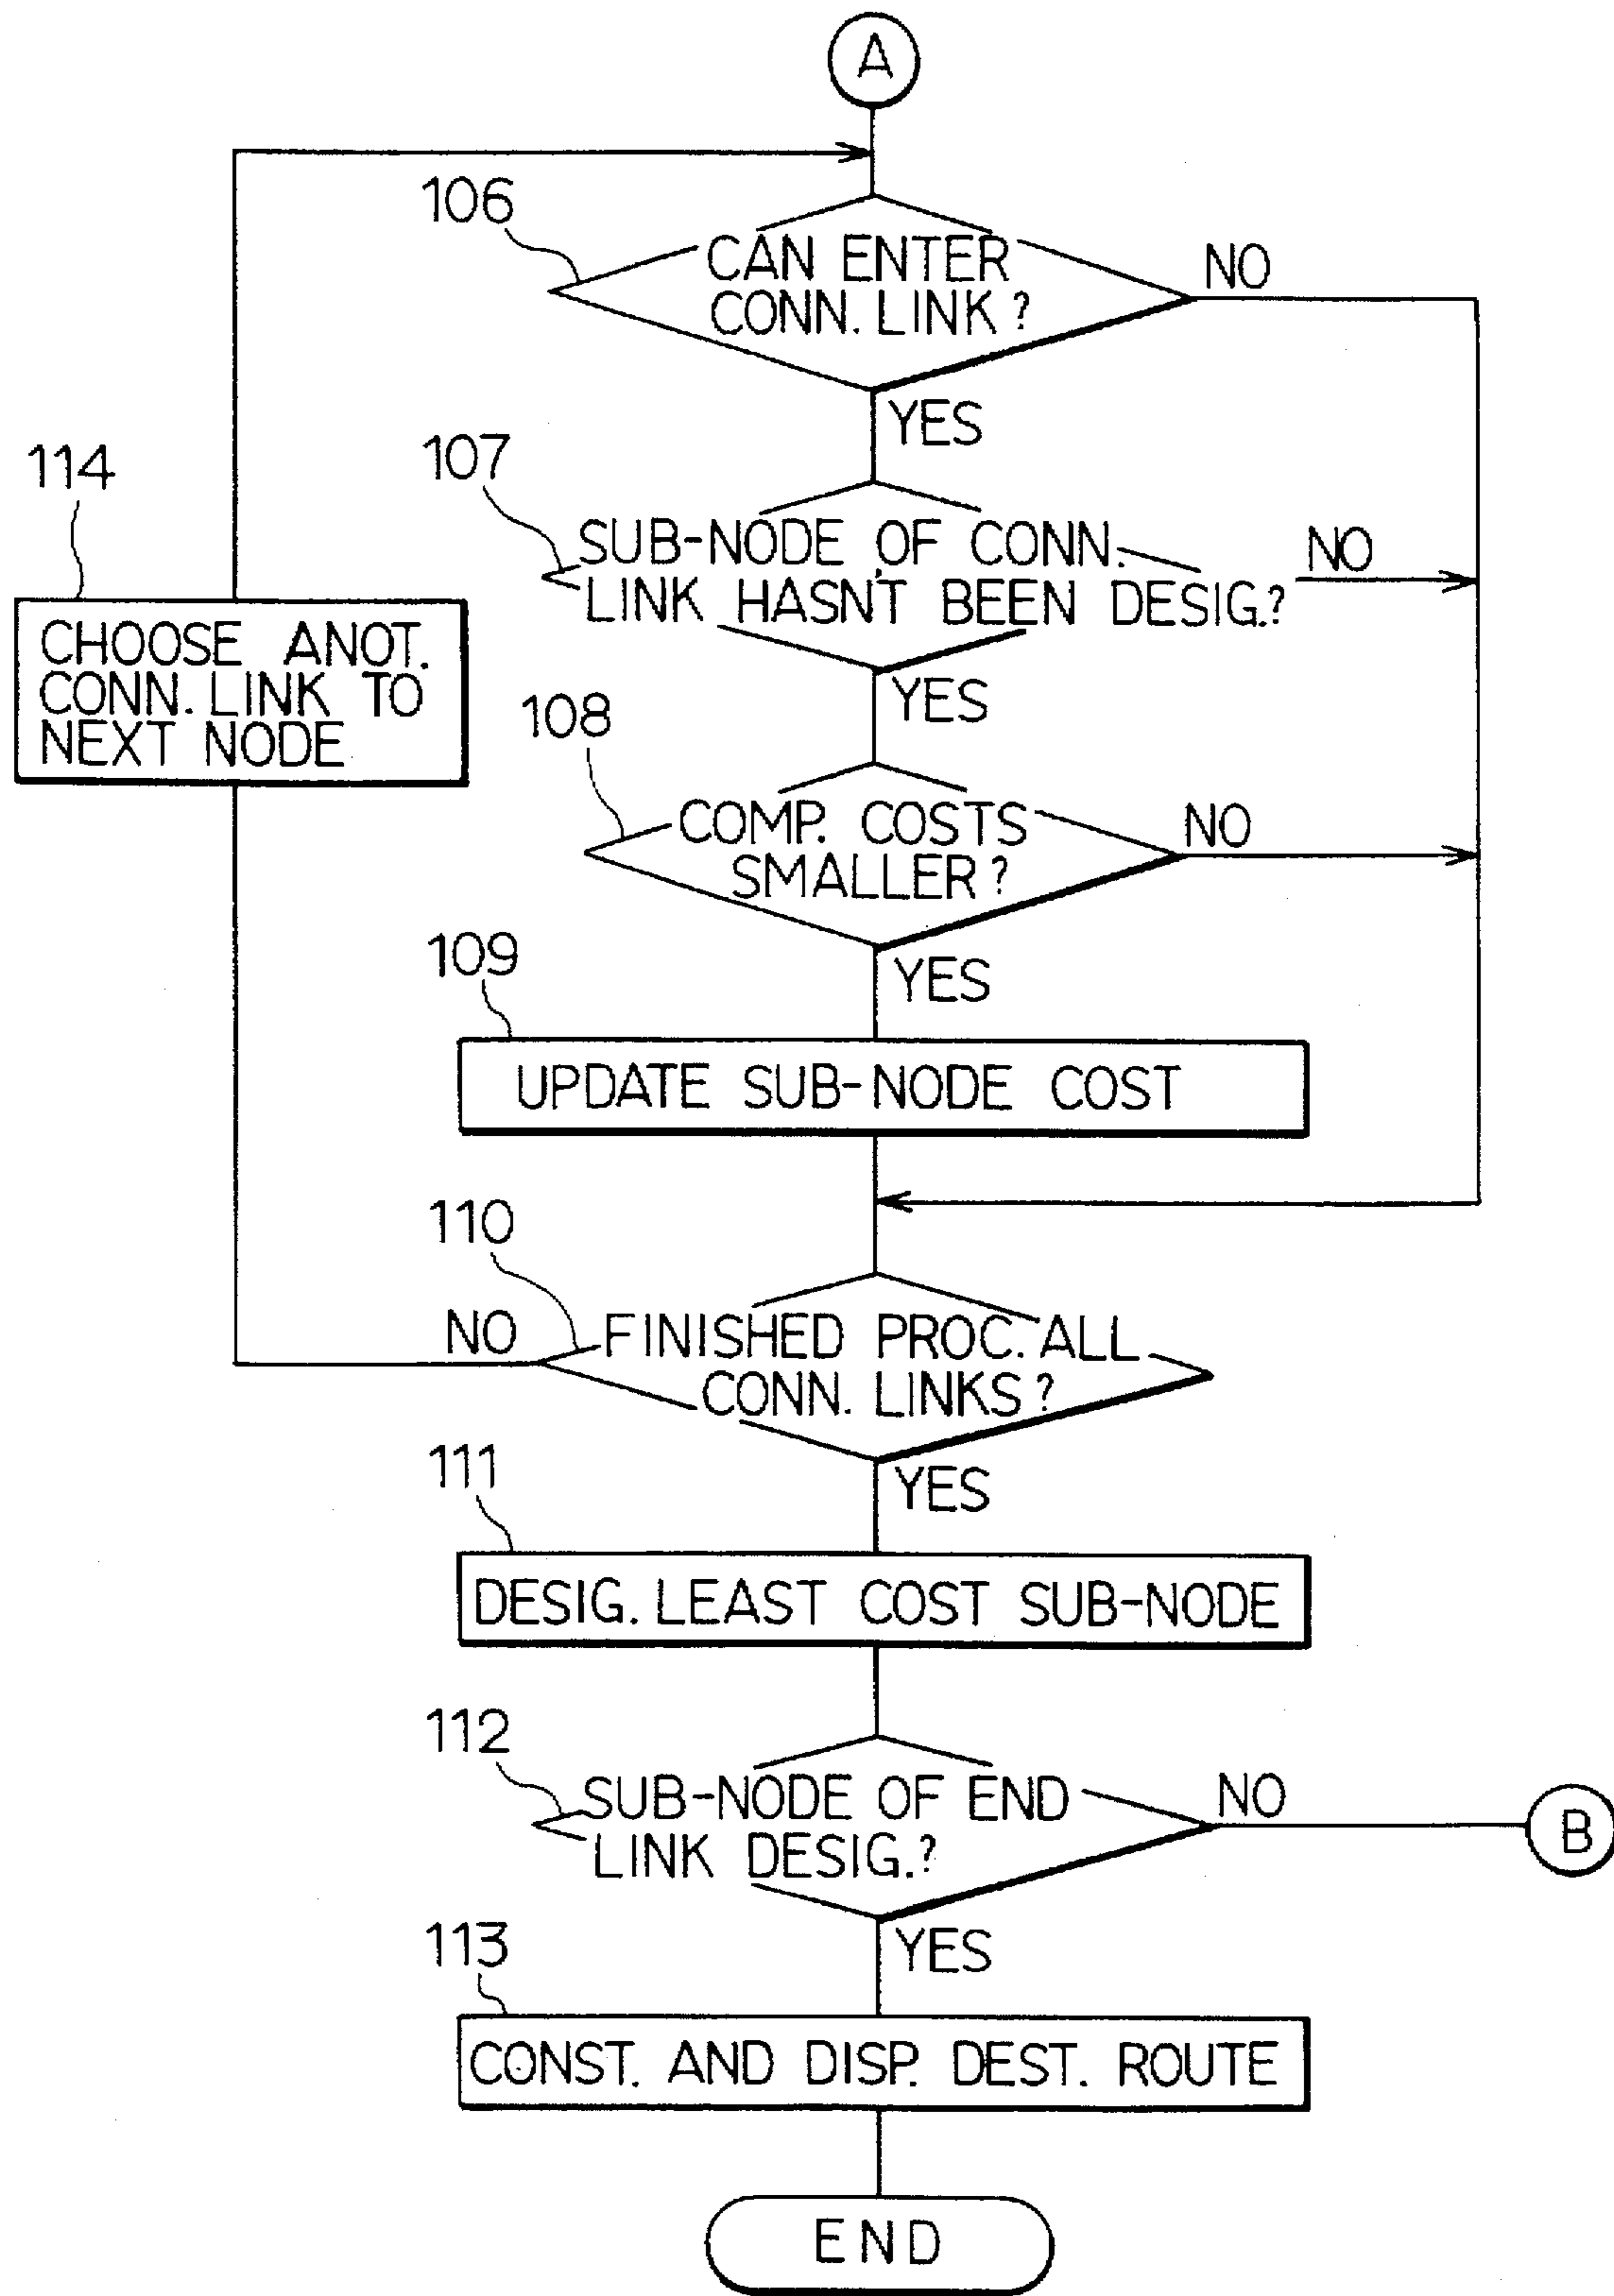 A
106
CAN ENTER
CONN. LINK?
NO
YES
107
SUB-NODE OF CONN.
LINK HASN'T BEEN DESIG.?
NO
YES
114
CHOOSE ANOT.
CONN. LINK TO
NEXT NODE
108
COMP. COSTS
SMALLER?
NO
YES
109
UPDATE SUB-NODE COST
110
NO
FINISHED PROC. ALL
CONN. LINKS?
YES
111
DESIG. LEAST COST SUB-NODE
112
SUB-NODE OF END
LINK DESIG.?
NO
B
YES
113
CONST. AND DISP. DEST. ROUTE
END